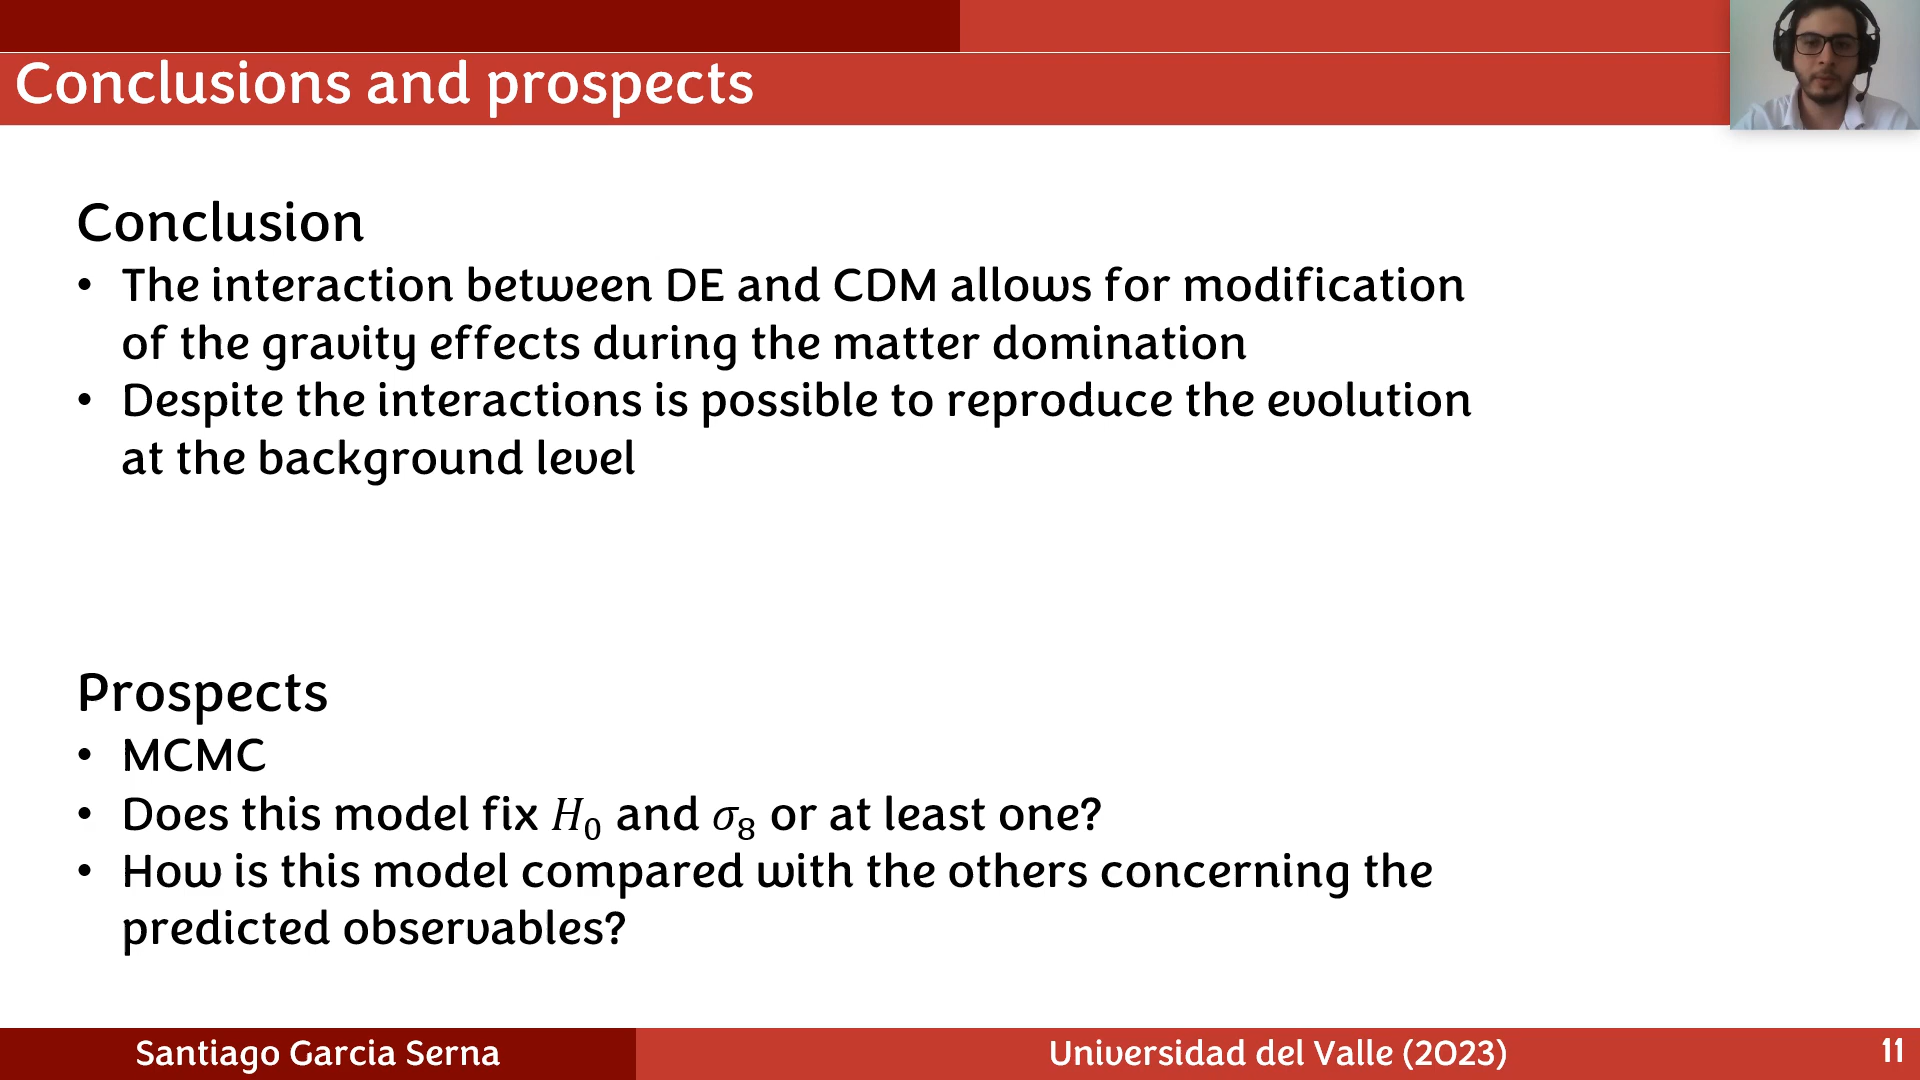 Conclusions and prospects
Conclusion
• The interaction between DE and CDM allows for modification
of the gravity effects during the matter domination
• Despite the interactions is possible to reproduce the evolution
at the background level
Prospects
• MCMC
• Does this model fix H₀ and σ₈ or at least one?
• How is this model compared with the others concerning the
predicted observables?
Santiago Garcia Serna
Universidad del Valle (2023)
11